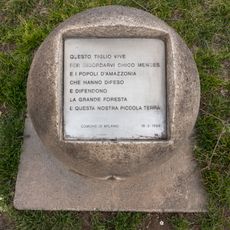 QUESTO TIGLIO VIVE
PER RICORDARVI CHICO MENDES
E I POPOLI D'AMAZZONIA
CHE HANNO DIFESO
E DIFENDONO
LA GRANDE FORESTA
E QUESTA NOSTRA PICCOLA TERRA
COMUNE DI MILANO